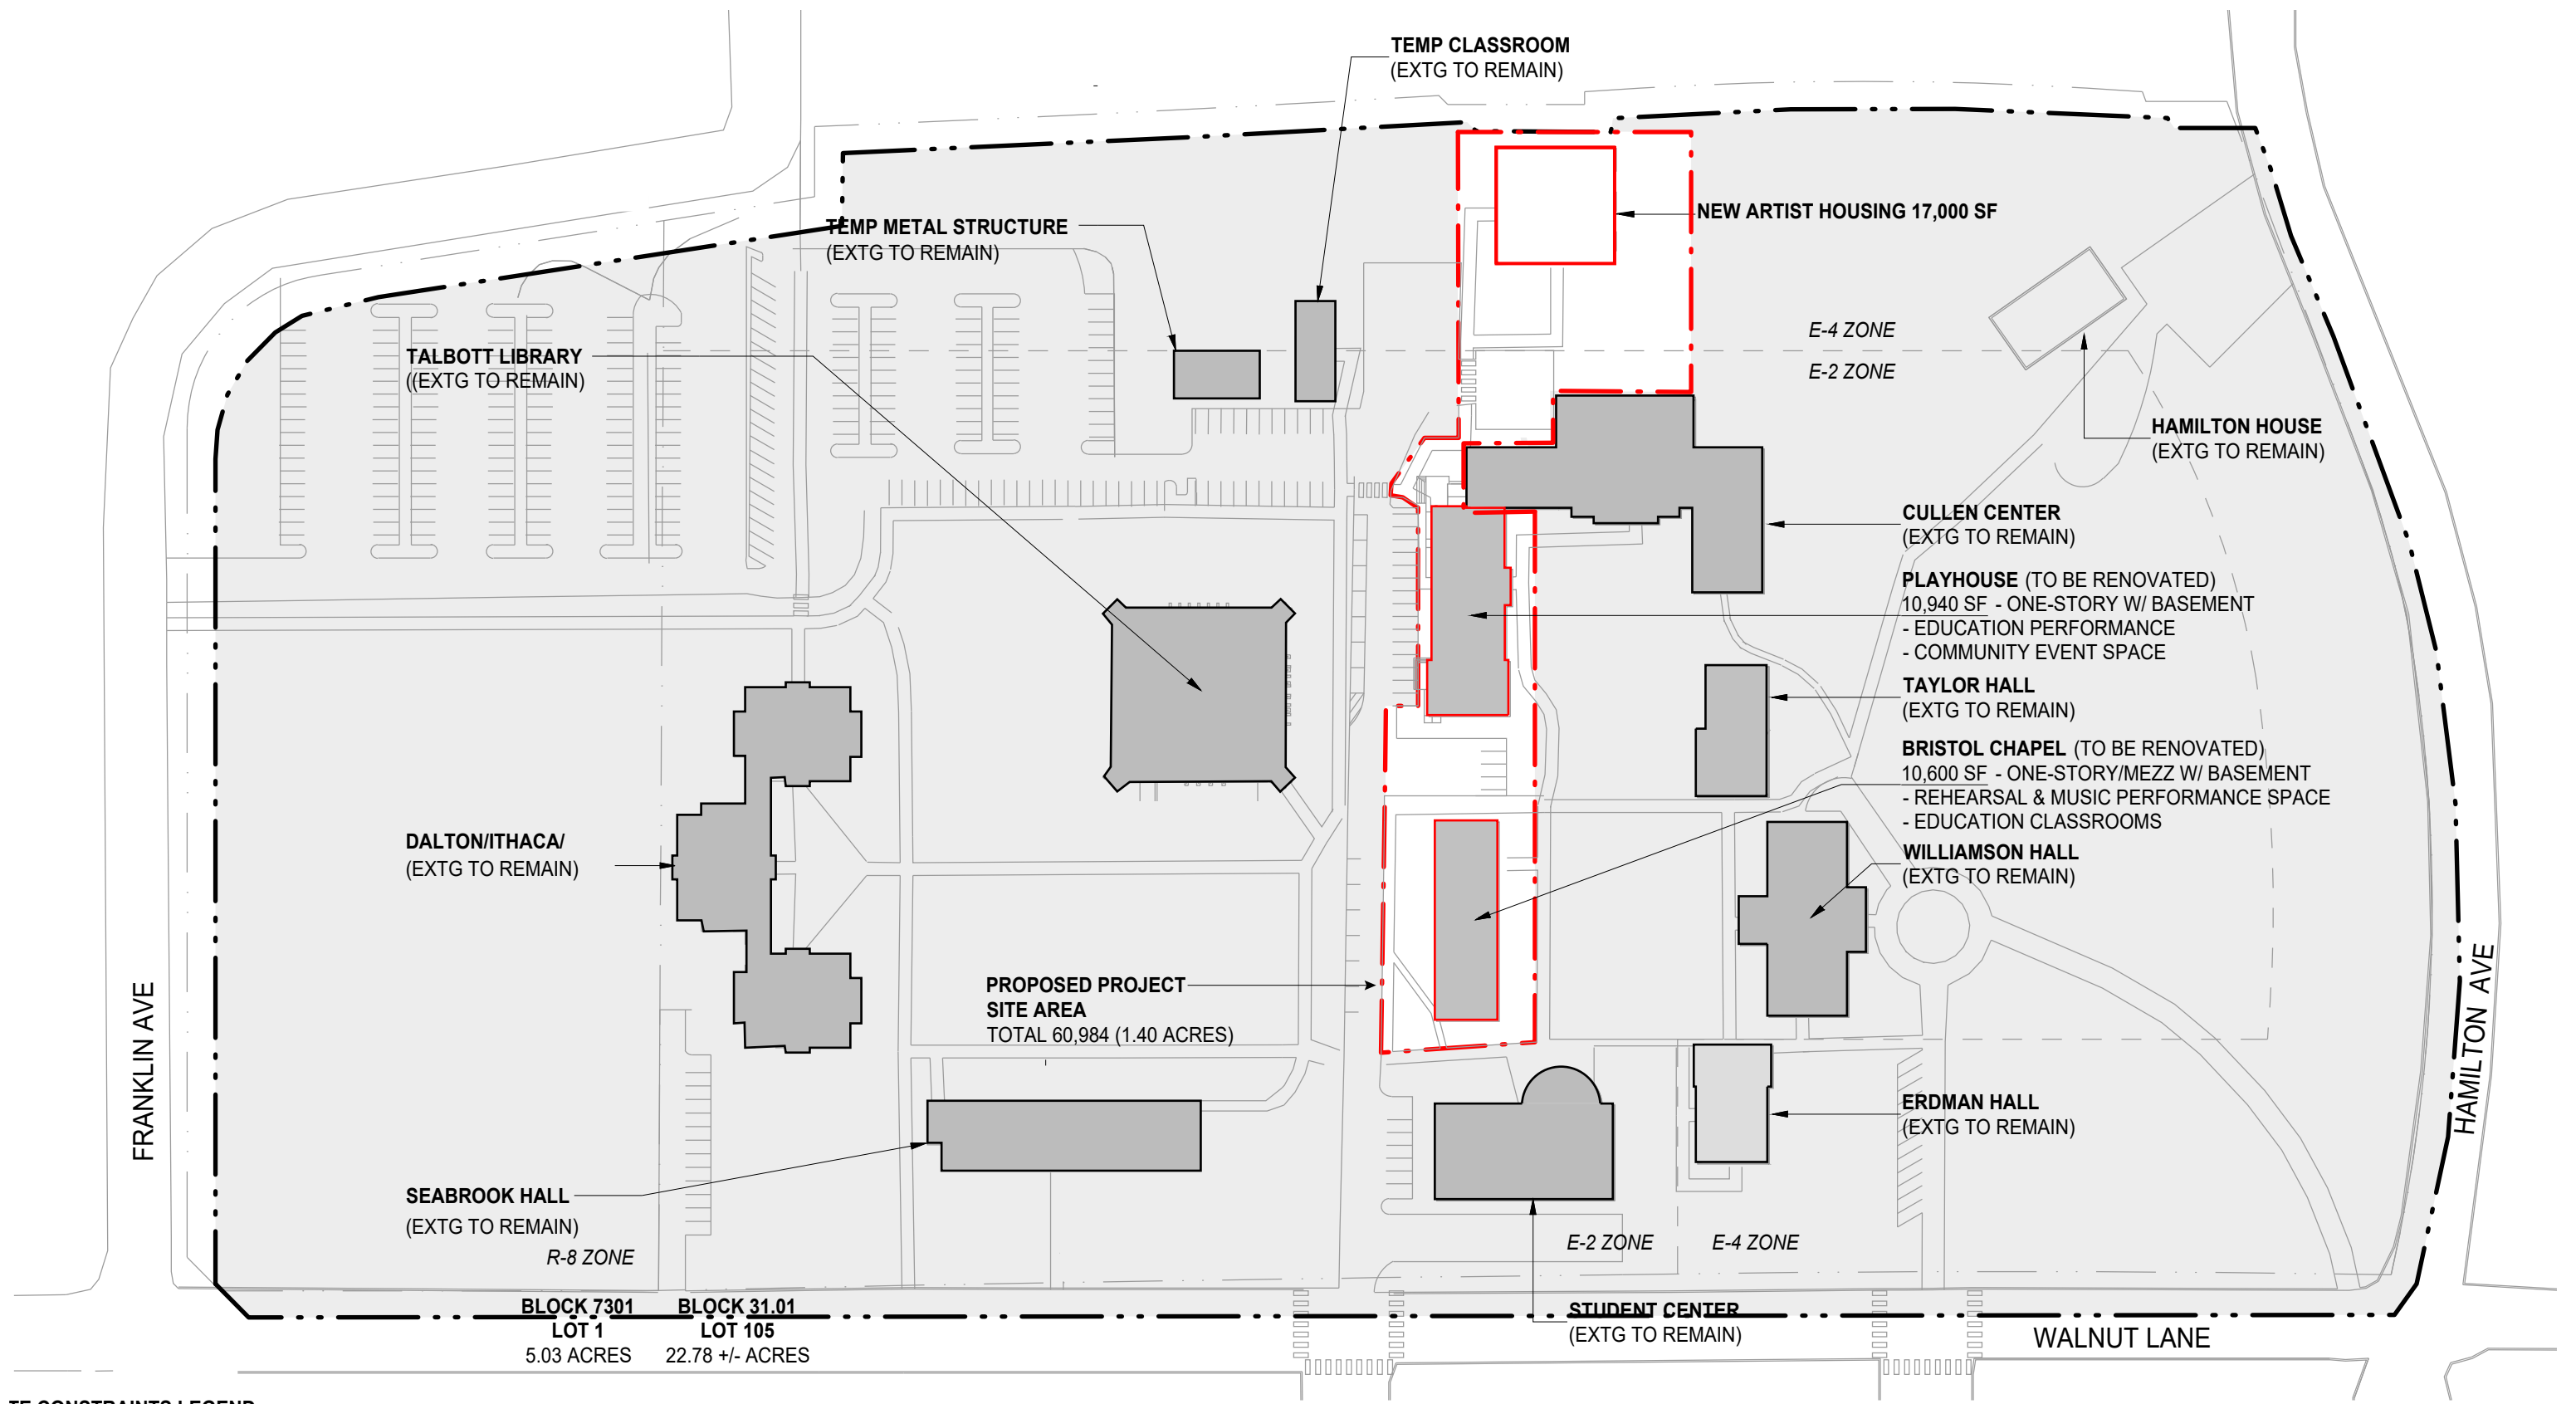 TEMP CLASSROOM
(EXTG TO REMAIN)
NEW ARTIST HOUSING 17,000 SF
TEMP METAL STRUCTURE
(EXTG TO REMAIN)
E-4 ZONE
E-2 ZONE
TALBOTT LIBRARY
((EXTG TO REMAIN)
HAMILTON HOUSE
(EXTG TO REMAIN)
CULLEN CENTER
(EXTG TO REMAIN)
PLAYHOUSE (TO BE RENOVATED)
10,940 SF - ONE-STORY W/ BASEMENT
- EDUCATION PERFORMANCE
- COMMUNITY EVENT SPACE
TAYLOR HALL
(EXTG TO REMAIN)
BRISTOL CHAPEL (TO BE RENOVATED)
10,600 SF - ONE-STORY/MEZZ W/ BASEMENT
- REHEARSAL & MUSIC PERFORMANCE SPACE
- EDUCATION CLASSROOMS
WILLIAMSON HALL
(EXTG TO REMAIN)
DALTON/ITHACA/
(EXTG TO REMAIN)
PROPOSED PROJECT
SITE AREA
TOTAL 60,984 (1.40 ACRES)
FRANKLIN AVE
HAMILTON AVE
ERDMAN HALL
(EXTG TO REMAIN)
SEABROOK HALL
(EXTG TO REMAIN)
R-8 ZONE
E-2 ZONE
E-4 ZONE
BLOCK 7301
LOT 1
5.03 ACRES
BLOCK 31.01
LOT 105
22.78 +/- ACRES
STUDENT CENTER
(EXTG TO REMAIN)
WALNUT LANE
TE CONSTRAINTS LEGEND